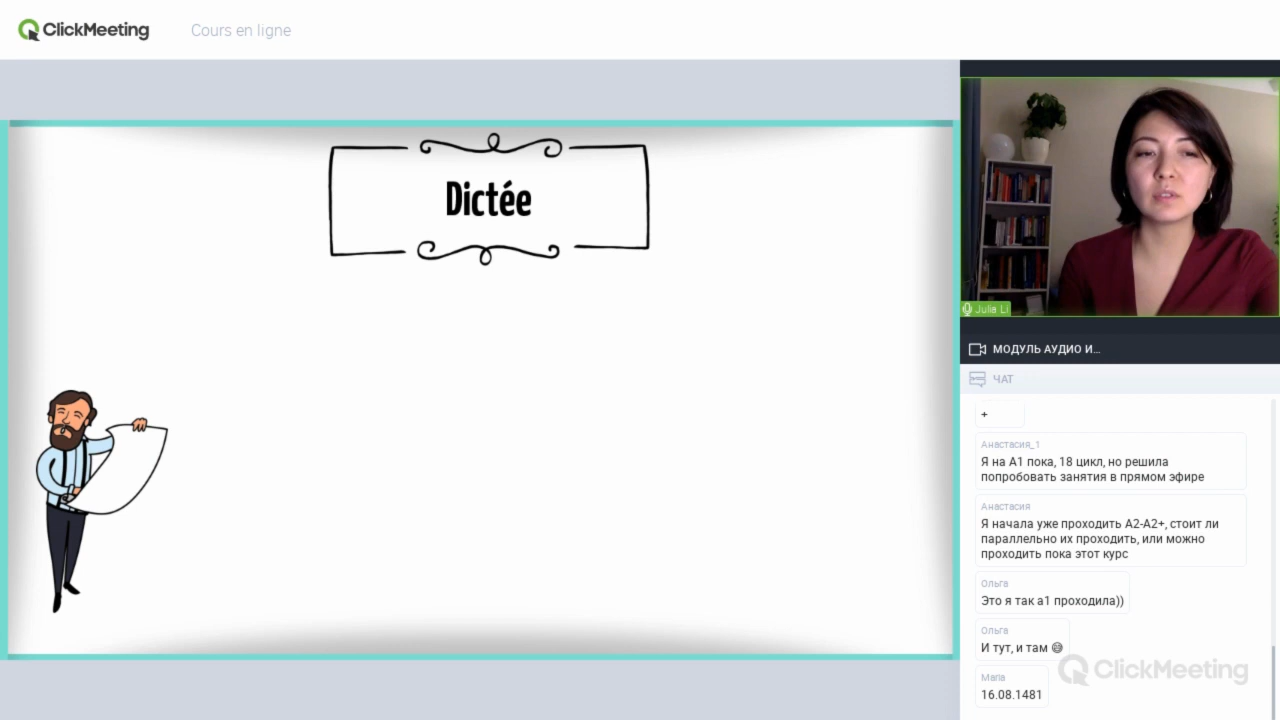 ClickMeeting
Cours en ligne
Dictée
Julia Li
МОДУЛЬ АУДИО И...
ЧАТ
+
Анастасия_1
Я на А1 пока, 18 цикл, но решила
попробовать занятия в прямом эфире
Анастасия
Я начала уже проходить А2-А2+, стоит ли
параллельно их проходить, или можно
проходить пока этот курс
Ольга
Это я так а1 проходила))
Ольга
И тут, и там 😅
Maria
16.08.1481
ClickMeeting